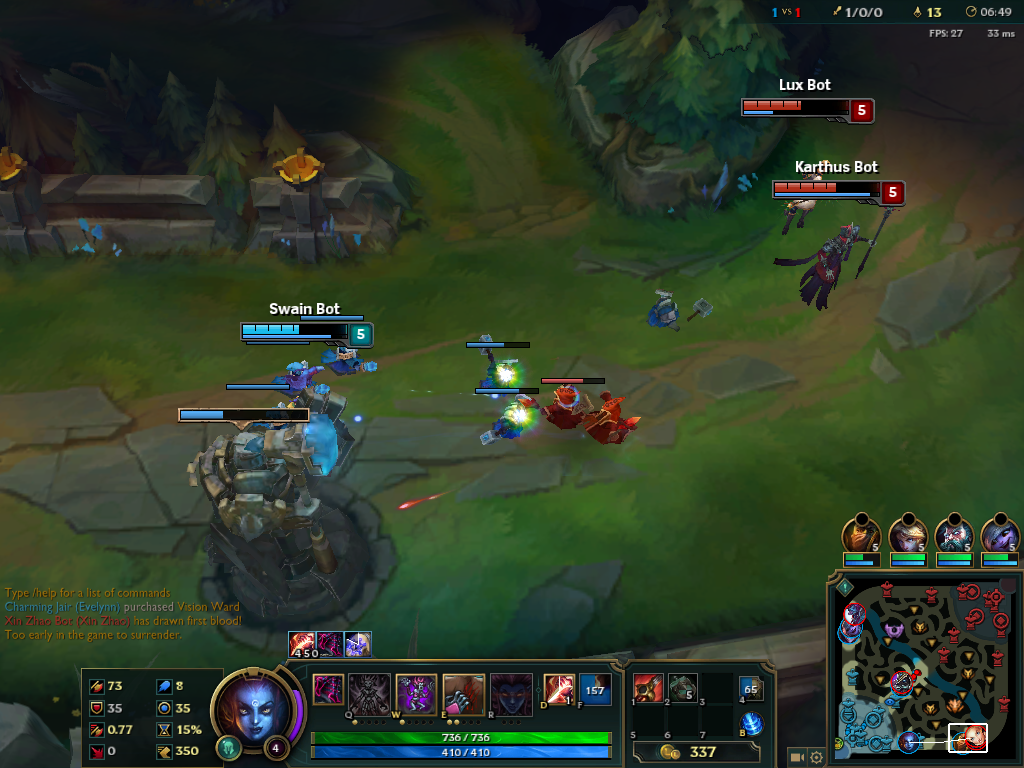 1 vs 1 1/0/0 13 06:49
FPS: 27 33 ms
Lux Bot
5
Karthus Bot
5
Swain Bot
5
5 5 5 5
Type /help for a list of commands
Charming Jair (Evelynn) purchased Vision Ward
Xin Zhao Bot (Xin Zhao) has drawn first blood!
Too early in the game to surrender.
450
73 8
35 35
0.77 15%
0 350
4
Q W E R
D 1 F 157
736 / 736
410 / 410
1 2 5 3 4 65
5 6 7 B
337